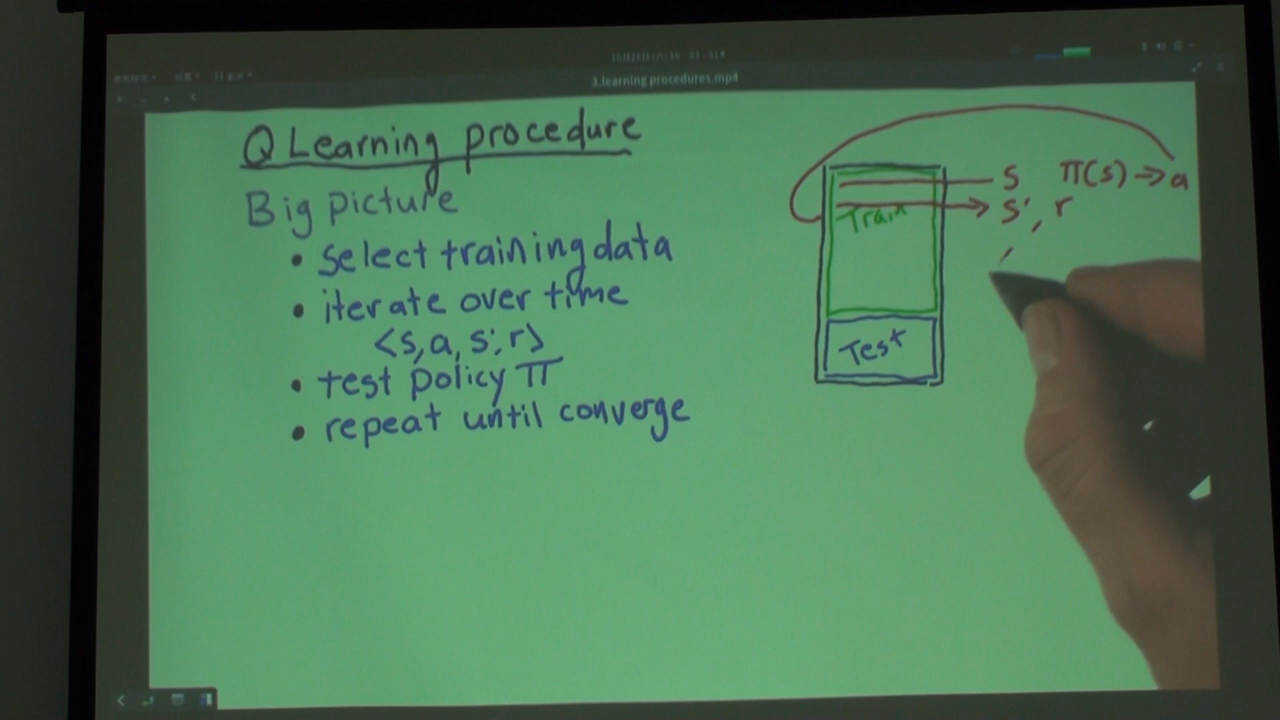 3.learning procedures.mp4
Q Learning procedure
Big picture
• select training data
• iterate over time
<s, a, s', r>
• test policy π
• repeat until converge
s π(s) → a
s', r
Train
Test